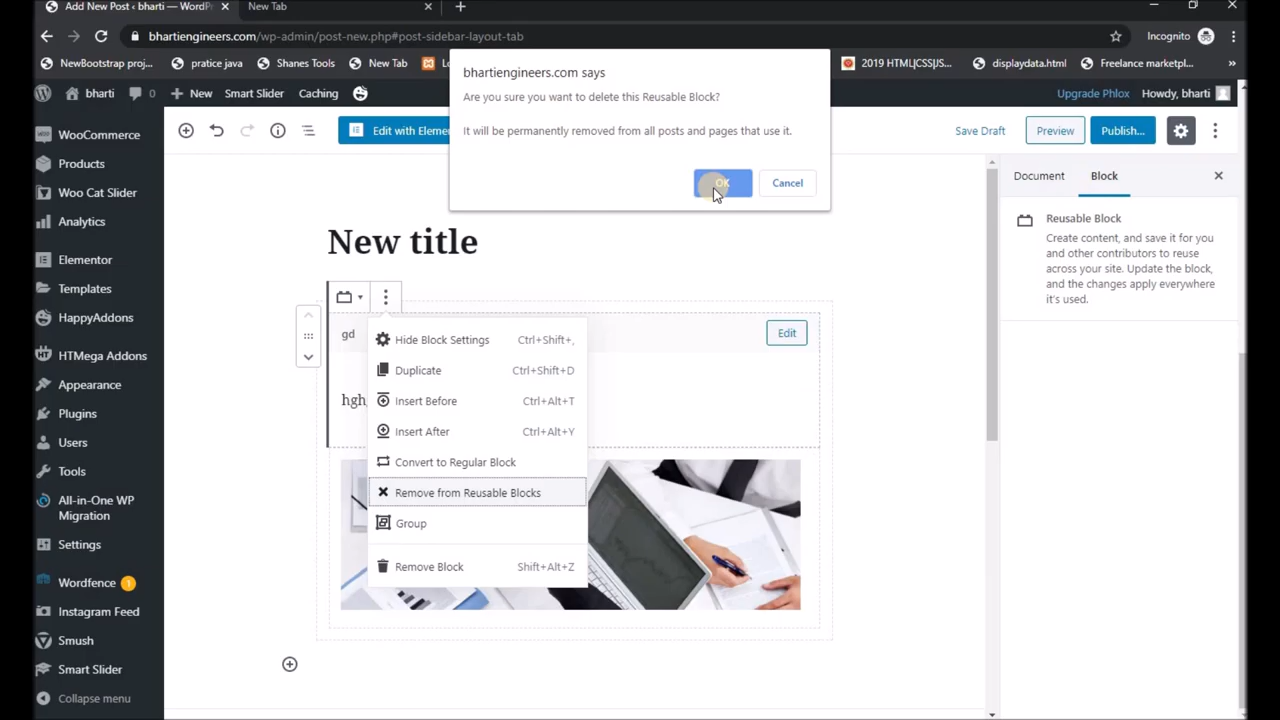 Add New Post ‹ bharti — WordPr
New Tab
bhartiengineers.com/wp-admin/post-new.php#post-sidebar-layout-tab
Incognito
NewBootstrap proj...
pratice java
Shanes Tools
New Tab
2019 HTML|CSS|JS...
displaydata.html
Freelance marketpl...
»
bharti
0
New
Smart Slider
Caching
Upgrade Phlox
Howdy, bharti
bhartiengineers.com says
Are you sure you want to delete this Reusable Block?
It will be permanently removed from all posts and pages that use it.
OK
Cancel
Edit with Eleme
Save Draft
Preview
Publish...
WooCommerce
Products
Woo Cat Slider
Analytics
Elementor
Templates
HappyAddons
HTMega Addons
Appearance
Plugins
Users
Tools
All-in-One WP
Migration
Settings
Wordfence 1
Instagram Feed
Smush
Smart Slider
Collapse menu
New title
gd
Edit
hgh
Hide Block Settings Ctrl+Shift+,
Duplicate Ctrl+Shift+D
Insert Before Ctrl+Alt+T
Insert After Ctrl+Alt+Y
Convert to Regular Block
Remove from Reusable Blocks
Group
Remove Block Shift+Alt+Z
Document
Block
Reusable Block
Create content, and save it for you
and other contributors to reuse
across your site. Update the block,
and the changes apply everywhere
it's used.